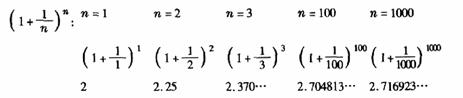 (1+1/n)^n: n=1 n=2 n=3 n=100 n=1000
(1+1/1)^1 (1+1/2)^2 (1+1/3)^3 (1+1/100)^100 (1+1/1000)^1000
2 2.25 2.370··· 2.704813··· 2.716923···